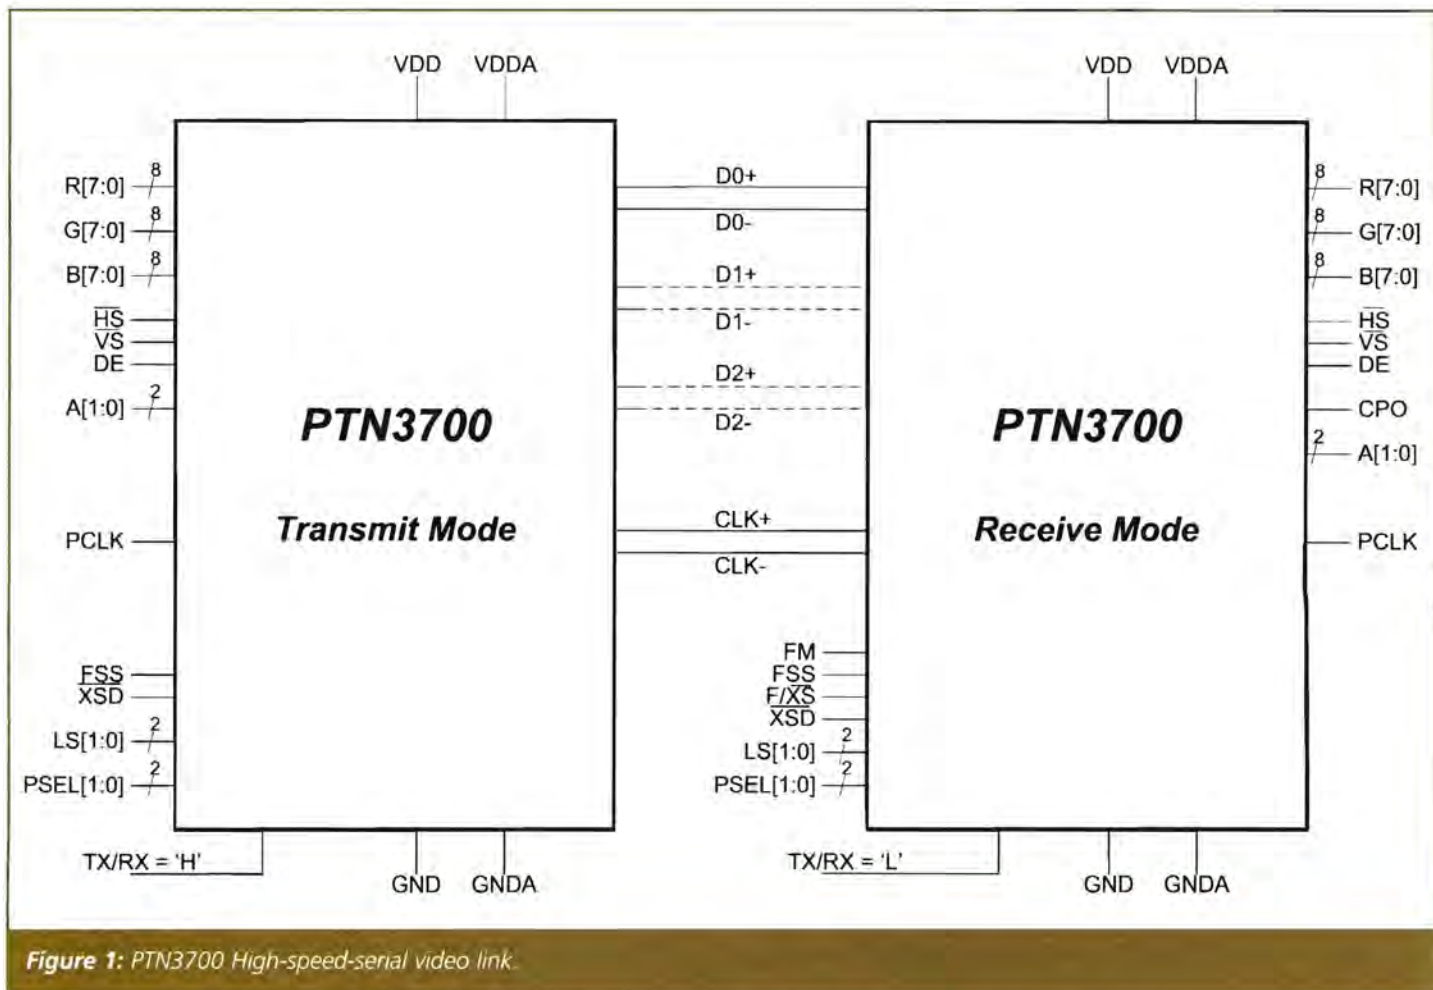 VDD VDDA
VDD VDDA
R[7:0] 8
G[7:0] 8
B[7:0] 8
HS
VS
DE
A[1:0] 2
PCLK
FSS
XSD
LS[1:0] 2
PSEL[1:0] 2
TX/RX = 'H'
GND GNDA
PTN3700
Transmit Mode
D0+
D0-
D1+
D1-
D2+
D2-
CLK+
CLK-
FM
FSS
F/XS
XSD
LS[1:0] 2
PSEL[1:0] 2
TX/RX = 'L'
GND GNDA
PTN3700
Receive Mode
8 R[7:0]
8 G[7:0]
8 B[7:0]
HS
VS
DE
CPO
2 A[1:0]
PCLK
Figure 1: PTN3700 High-speed-serial video link.